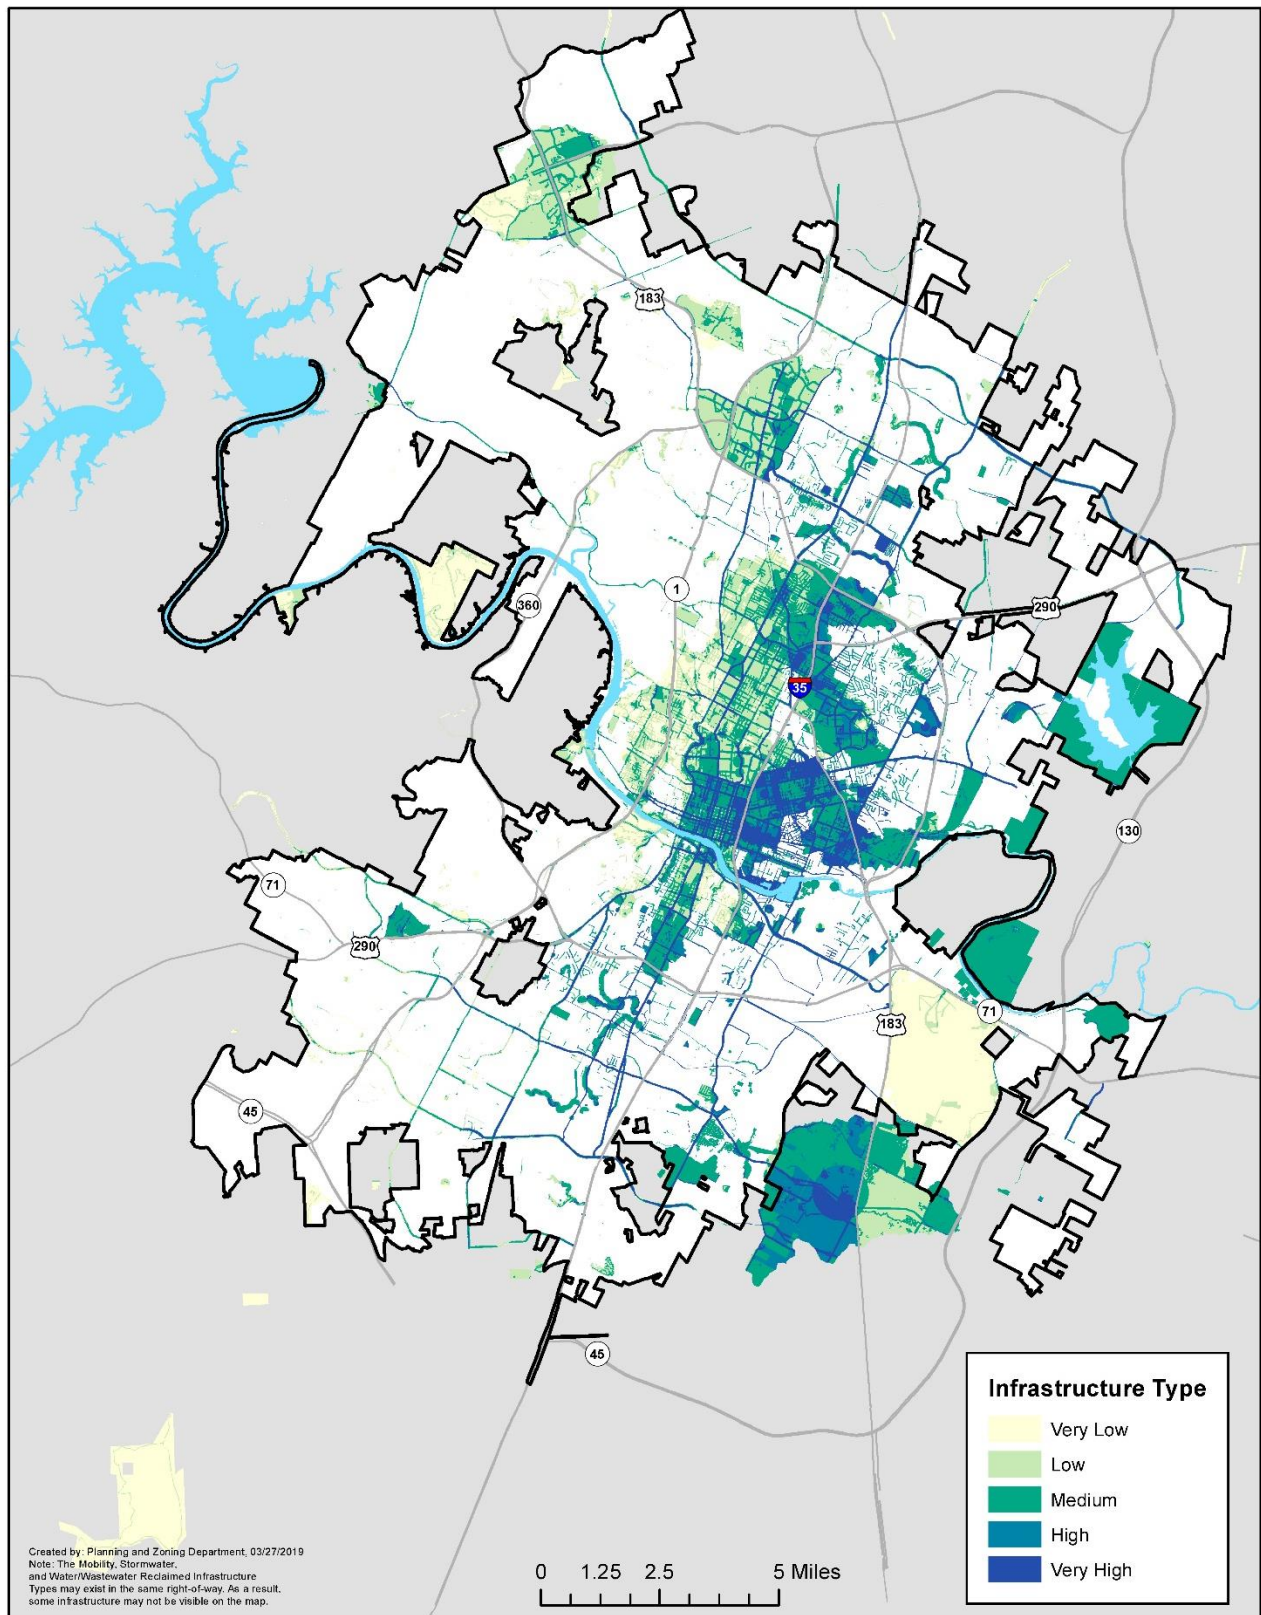 183
1
290
360
35
130
71
290
71
183
45
45
Infrastructure Type
Very Low
Low
Medium
High
Very High
Created by: Planning and Zoning Department, 03/27/2019
Note: The Mobility, Stormwater,
and Water/Wastewater Reclaimed Infrastructure
Types may exist in the same right-of-way. As a result,
some infrastructure may not be visible on the map.
0 1.25 2.5 5 Miles